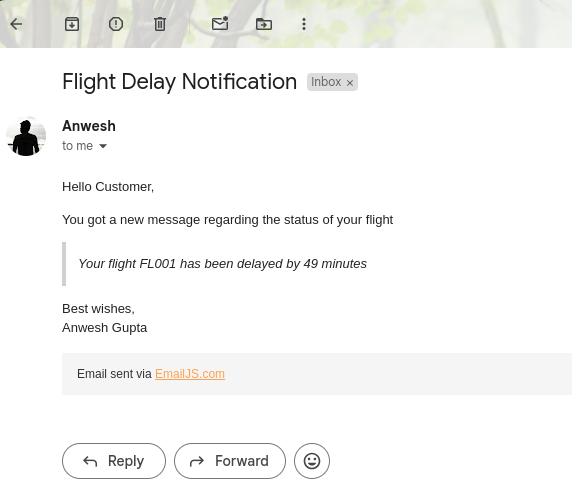 Flight Delay Notification Inbox ×
Anwesh
to me
Hello Customer,
You got a new message regarding the status of your flight
Your flight FL001 has been delayed by 49 minutes
Best wishes,
Anwesh Gupta
Email sent via EmailJS.com
Reply Forward